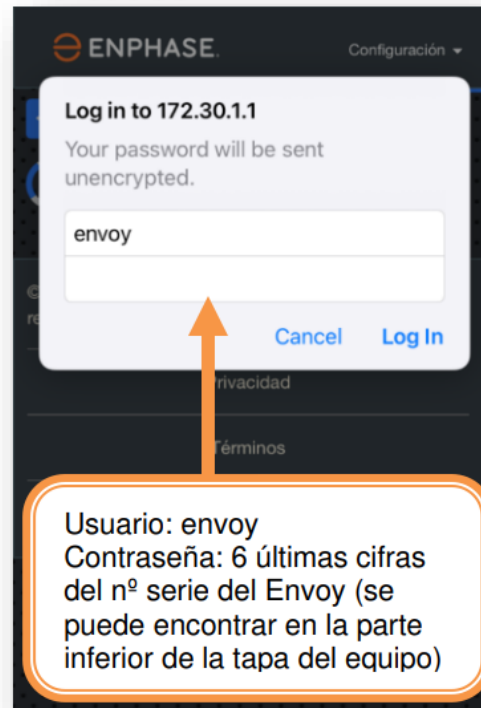 ENPHASE.
Configuración
Log in to 172.30.1.1
Your password will be sent
unencrypted.
envoy
Cancel Log In
©
re
Privacidad
Términos
Usuario: envoy
Contraseña: 6 últimas cifras
del nº serie del Envoy (se
puede encontrar en la parte
inferior de la tapa del equipo)